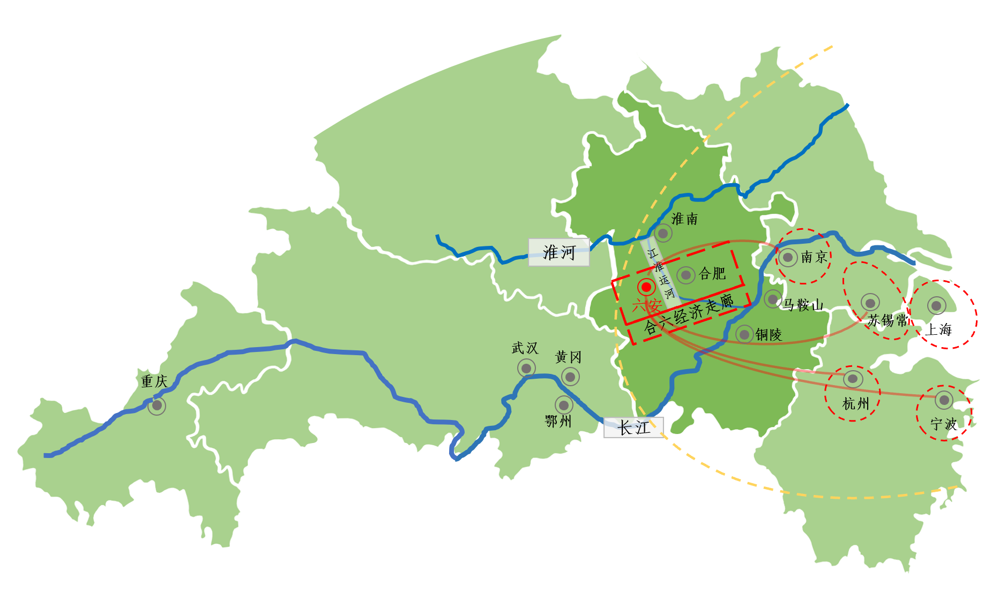 淮南
淮河
江淮运河
南京
合肥
六安
马鞍山
合六经济走廊
苏锡常
上海
铜陵
武汉
黄冈
重庆
杭州
鄂州
长江
宁波